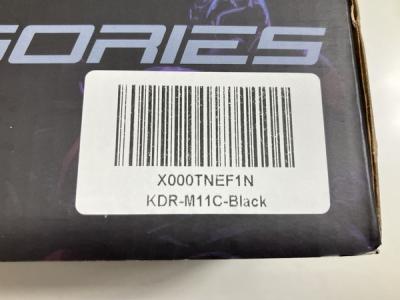 SORIES
X000TNEF1N
KDR-M11C-Black